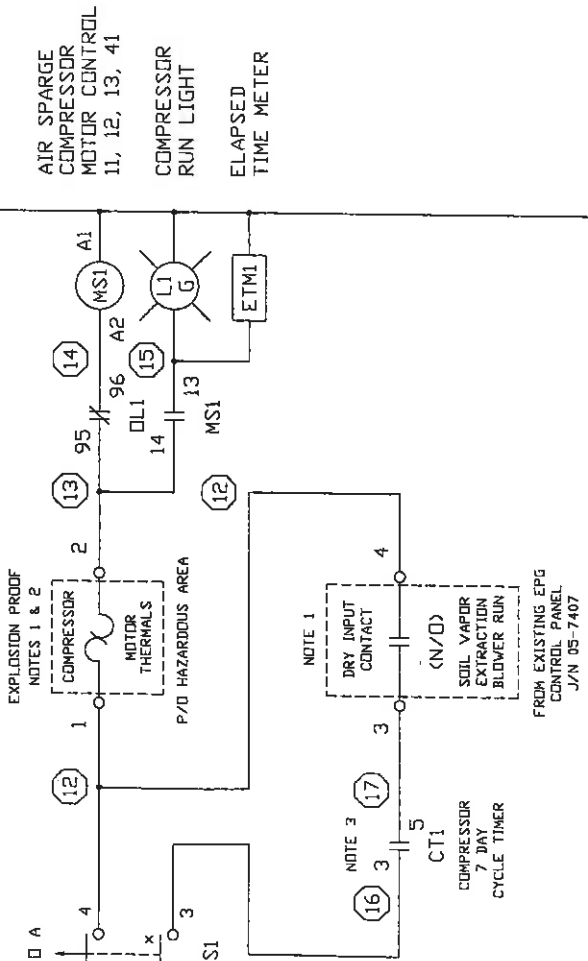 AIR SPARGE
COMPRESSOR
MOTOR CONTROL
11, 12, 13, 41
COMPRESSOR
RUN LIGHT
ELAPSED
TIME METER
A1
MS1
A2
14
96
95
OL1
13
L1
G
15
13
14
MS1
ETM1
EXPLOSION PROOF
NOTES 1 & 2
COMPRESSOR
MOTOR
THERMALS
P/O HAZARDOUS AREA
1
2
12
12
O A
4
X
3
S1
NOTE 1
DRY INPUT
CONTACT
(N/O)
SOIL VAPOR
EXTRACTION
BLOWER RUN
3
4
FROM EXISTING EPG
CONTROL PANEL
J/N 05-7407
NOTE 3
16
3
5
17
CT1
COMPRESSOR
7 DAY
CYCLE TIMER